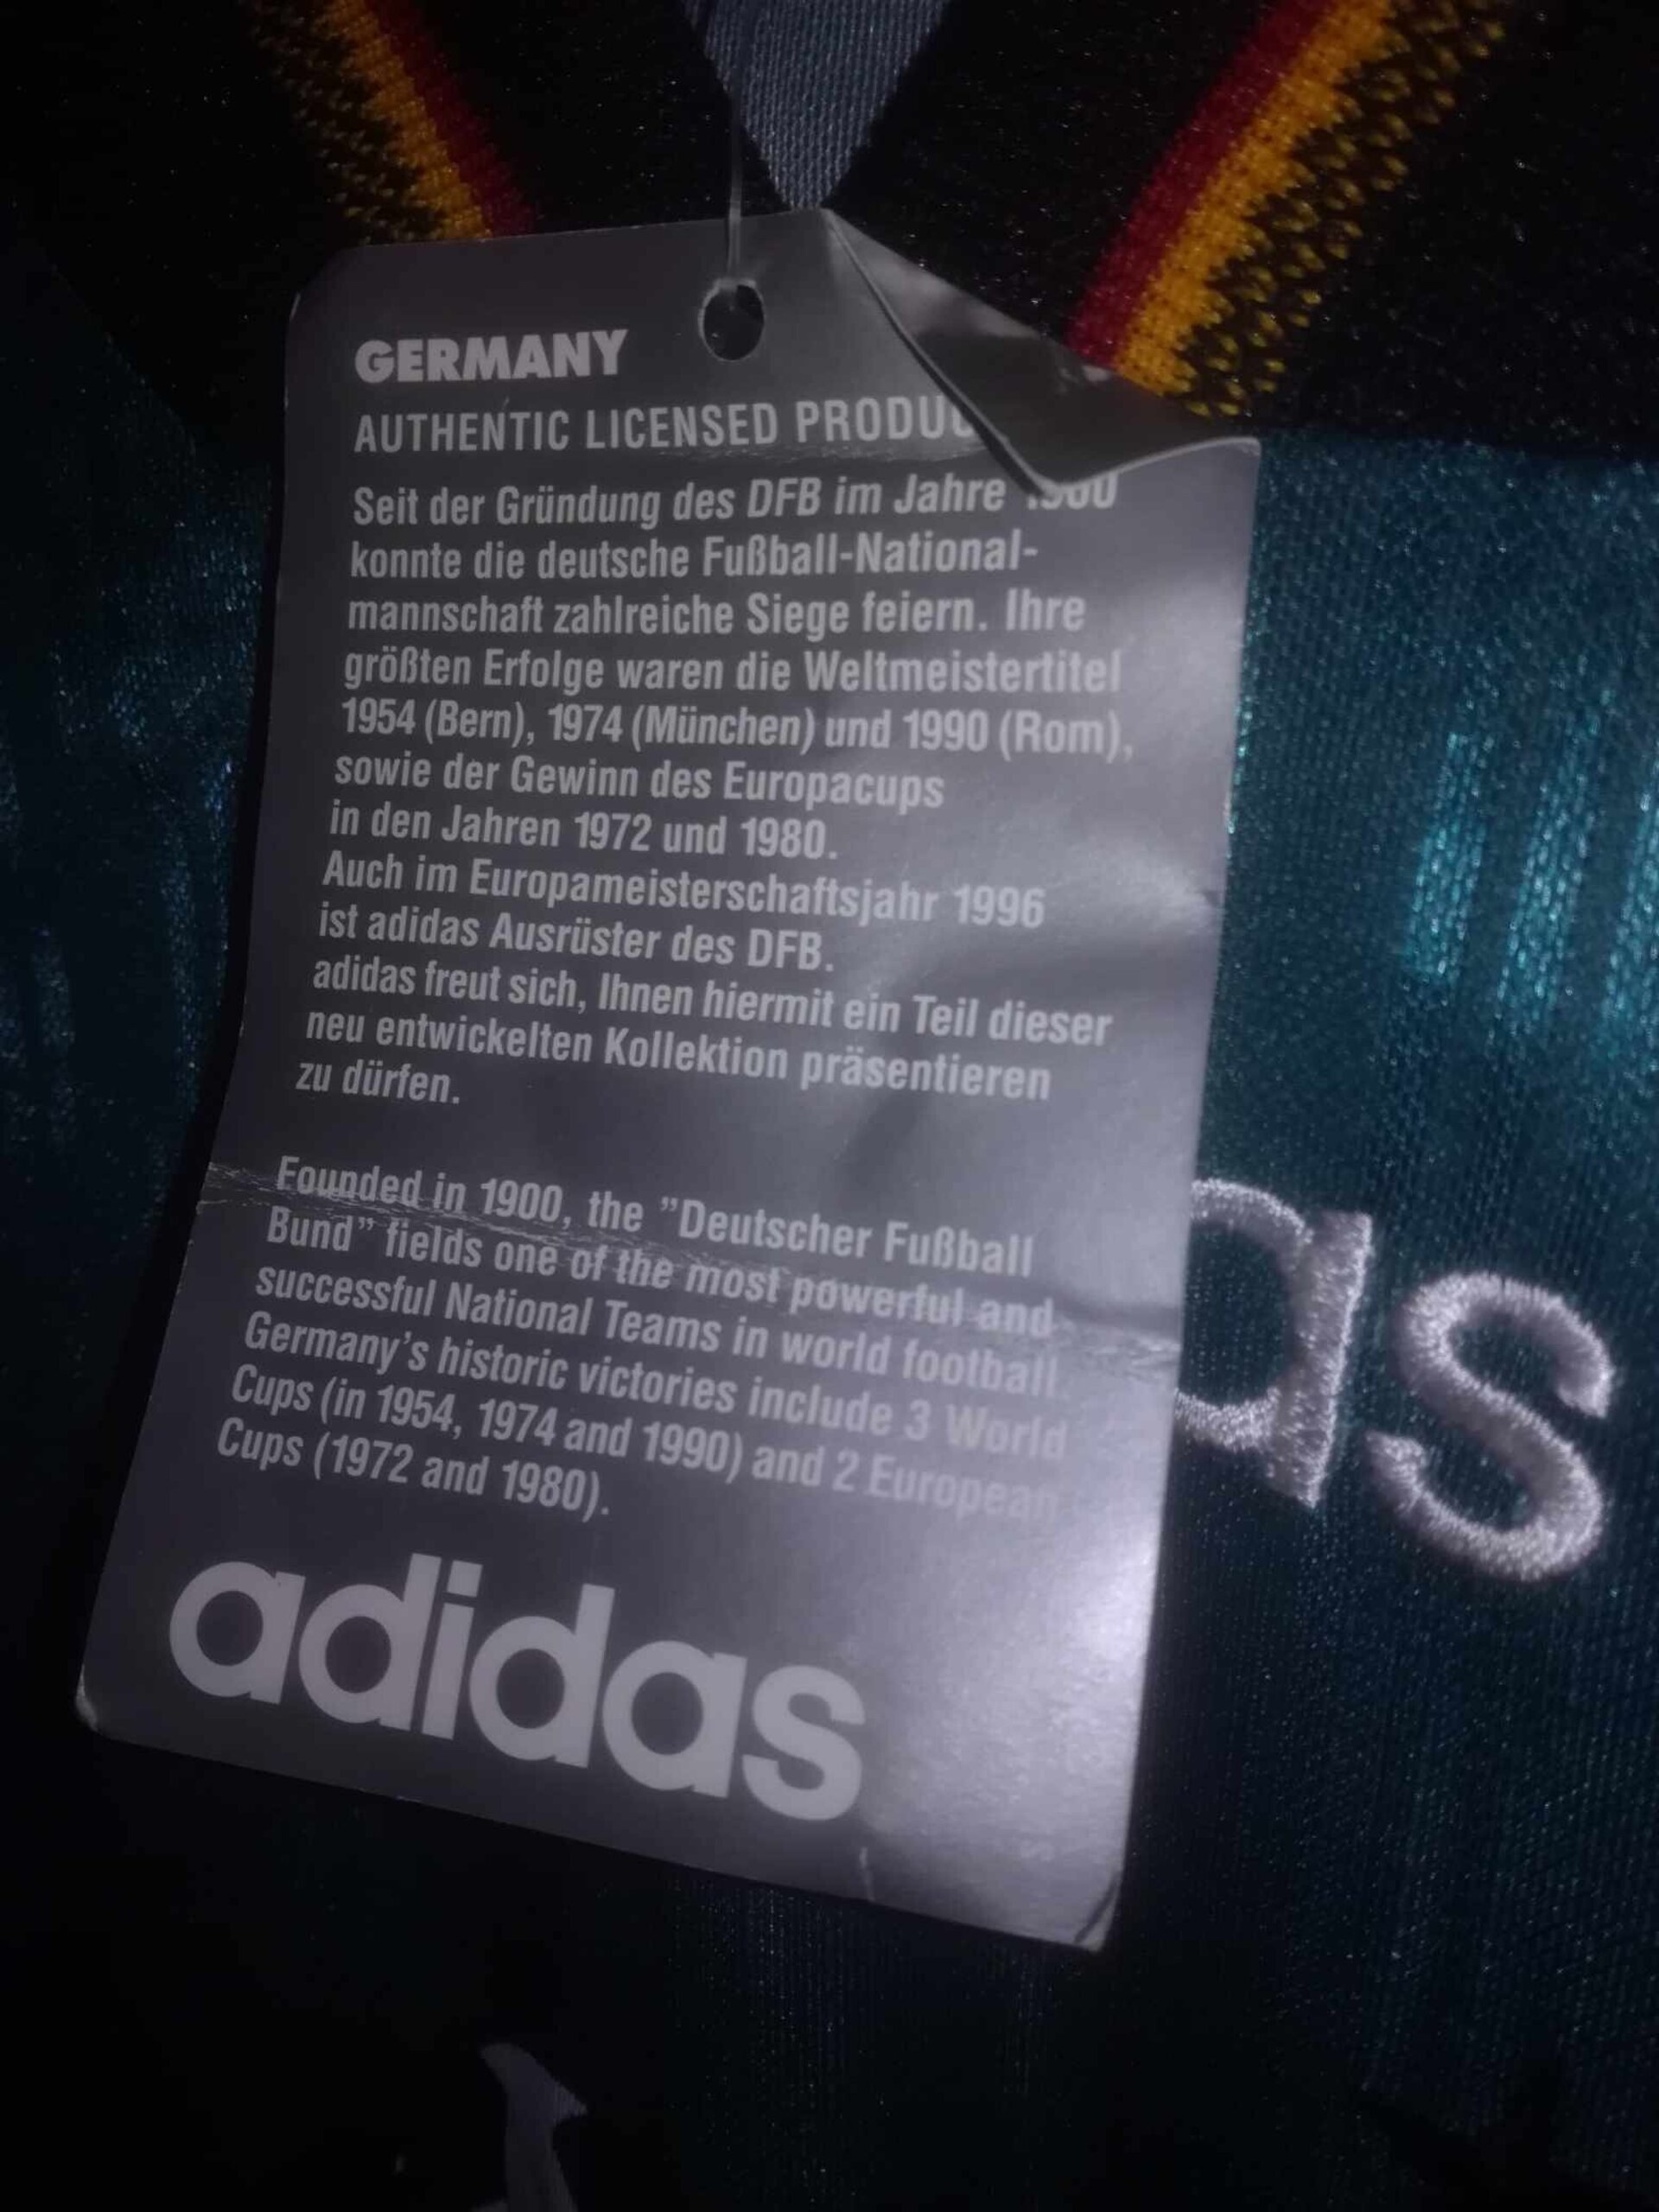 GERMANY
AUTHENTIC LICENSED
Seit der Gründung des DFB im Jahre
konnte die deutsche Fußball-National-
mannschaft zahlreiche Siege feiern. Ihre
größten Erfolge waren die Weltmeistertitel
1954 (Bern), 1974 (München) und 1990 (Rom),
sowie der Gewinn des Europacups
in den Jahren 1972 und 1980.
Auch im Europameisterschaftsjahr 1996
ist adidas Ausrüster des DFB.
adidas freut sich, Ihnen hiermit ein Teil dieser
neu entwickelten Kollektion präsentieren
zu dürfen.
Founded in 1900, the "Deutscher Fußball
Bund" fields one of the most powerful and
successful National Teams in world football.
Germany's historic victories include 3 World
Cups (in 1954, 1974 and 1990) and 2 European
Cups (1972 and 1980).
adidas
as